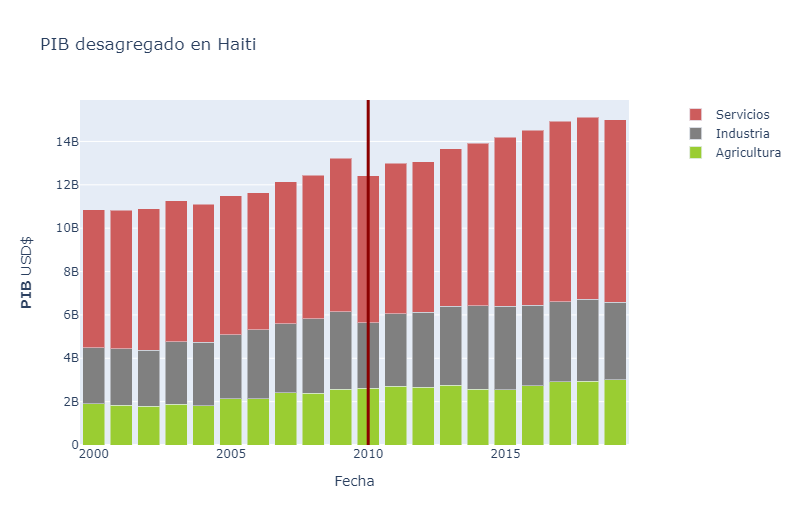 PIB desagregado en Haiti
Servicios
Industria
Agricultura
14B
12B
10B
8B
6B
4B
2B
0
PIB USD$
2000
2005
2010
2015
Fecha